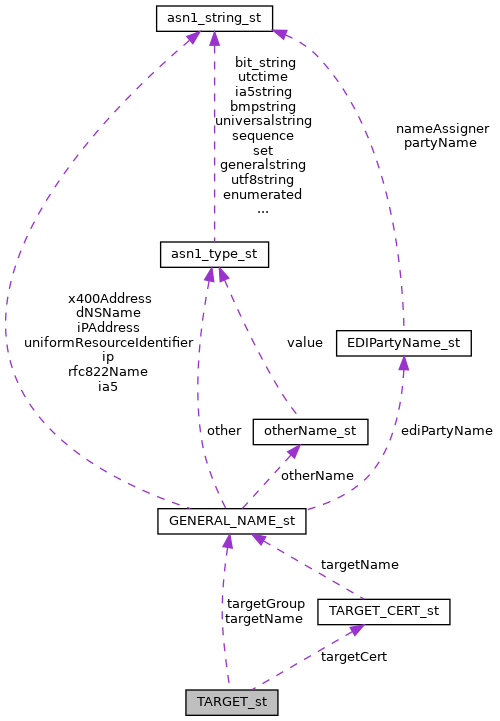 asn1_string_st
bit_string
utctime
ia5string
bmpstring
universalstring
sequence
set
generalstring
utf8string
enumerated
...
nameAssigner
partyName
asn1_type_st
x400Address
dNSName
iPAddress
uniformResourceIdentifier
ip
rfc822Name
ia5
value
EDIPartyName_st
other
otherName_st
ediPartyName
otherName
GENERAL_NAME_st
targetName
targetGroup
targetName
TARGET_CERT_st
targetCert
TARGET_st